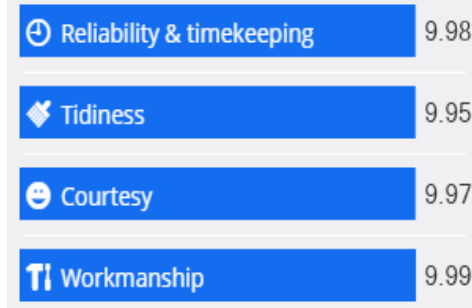 Reliability & timekeeping 9.98
Tidiness 9.95
Courtesy 9.97
Workmanship 9.99